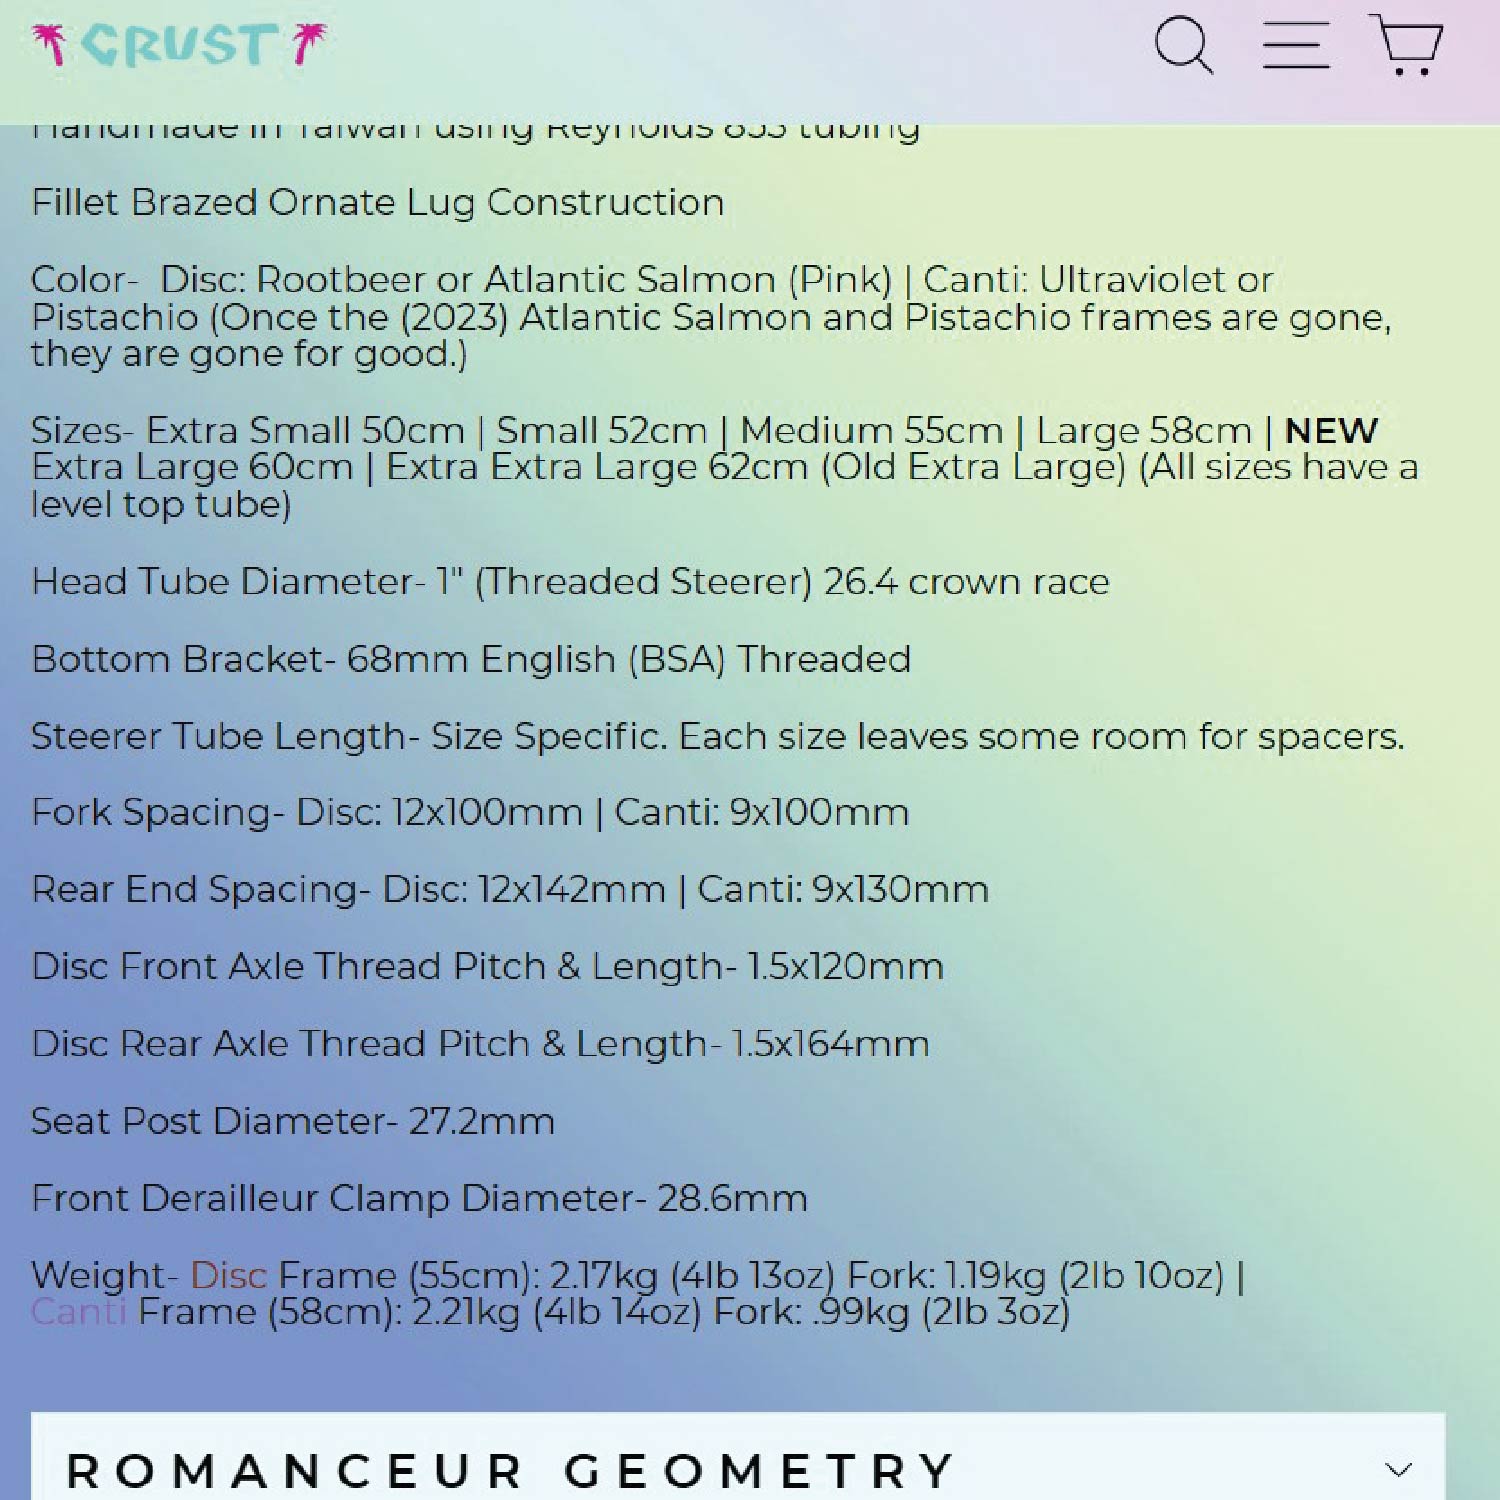 CRUST
Handmade in Taiwan using Reynolds 853 tubing
Fillet Brazed Ornate Lug Construction
Color-  Disc: Rootbeer or Atlantic Salmon (Pink) | Canti: Ultraviolet or
Pistachio (Once the (2023) Atlantic Salmon and Pistachio frames are gone,
they are gone for good.)
Sizes- Extra Small 50cm | Small 52cm | Medium 55cm | Large 58cm | NEW
Extra Large 60cm | Extra Extra Large 62cm (Old Extra Large) (All sizes have a
level top tube)
Head Tube Diameter- 1" (Threaded Steerer) 26.4 crown race
Bottom Bracket- 68mm English (BSA) Threaded
Steerer Tube Length- Size Specific. Each size leaves some room for spacers.
Fork Spacing- Disc: 12x100mm | Canti: 9x100mm
Rear End Spacing- Disc: 12x142mm | Canti: 9x130mm
Disc Front Axle Thread Pitch & Length- 1.5x120mm
Disc Rear Axle Thread Pitch & Length- 1.5x164mm
Seat Post Diameter- 27.2mm
Front Derailleur Clamp Diameter- 28.6mm
Weight- Disc Frame (55cm): 2.17kg (4lb 13oz) Fork: 1.19kg (2lb 10oz) |
Canti Frame (58cm): 2.21kg (4lb 14oz) Fork: .99kg (2lb 3oz)
ROMANCEUR GEOMETRY